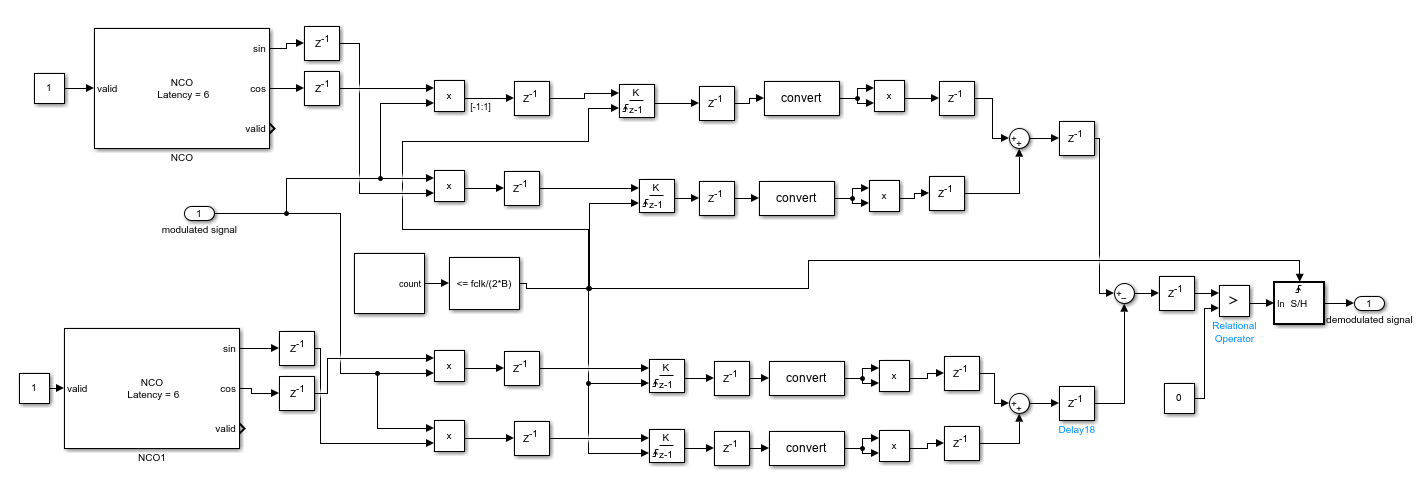 sin
z-1
NCO
Latency = 6
1
valid
cos
z-1
valid
NCO
x
[-1:1]
z-1
K
z-1
z-1
convert
x
z-1
+
+
z-1
x
z-1
K
z-1
z-1
convert
x
z-1
1
modulated signal
count
<= fclk/(2*B)
+
−
z-1
>
Relational
Operator
In S/H
1
demodulated signal
0
sin
z-1
NCO
Latency = 6
1
valid
cos
z-1
valid
NCO1
x
z-1
K
z-1
z-1
convert
x
z-1
+
+
z-1
Delay18
x
z-1
K
z-1
z-1
convert
x
z-1